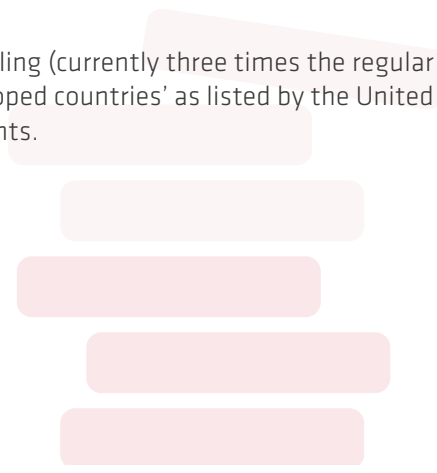 ling (currently three times the regular
oped countries’ as listed by the United
nts.